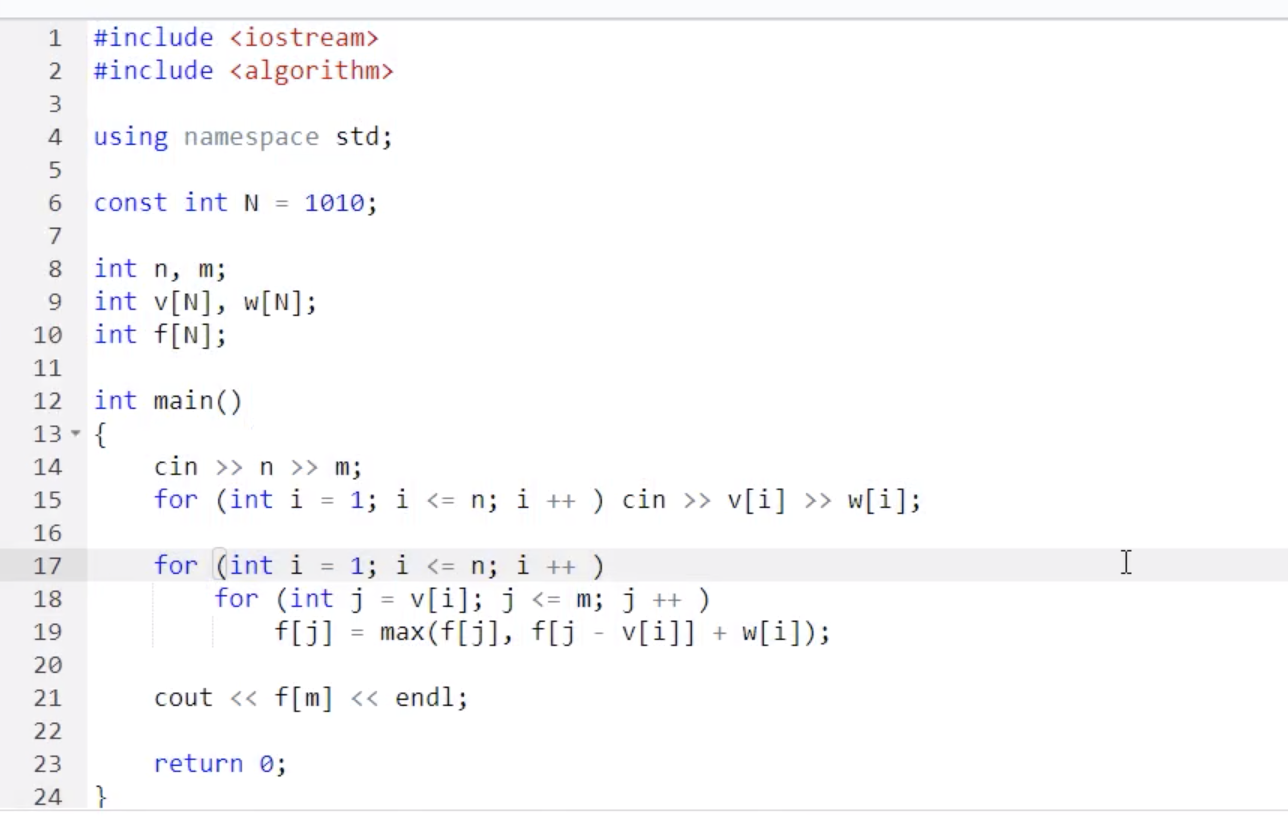 1 #include <iostream>
2 #include <algorithm>
3
4 using namespace std;
5
6 const int N = 1010;
7
8 int n, m;
9 int v[N], w[N];
10 int f[N];
11
12 int main()
13 {
14     cin >> n >> m;
15     for (int i = 1; i <= n; i ++ ) cin >> v[i] >> w[i];
16
17     for (int i = 1; i <= n; i ++ )
18         for (int j = v[i]; j <= m; j ++ )
19             f[j] = max(f[j], f[j - v[i]] + w[i]);
20
21     cout << f[m] << endl;
22
23     return 0;
24 }